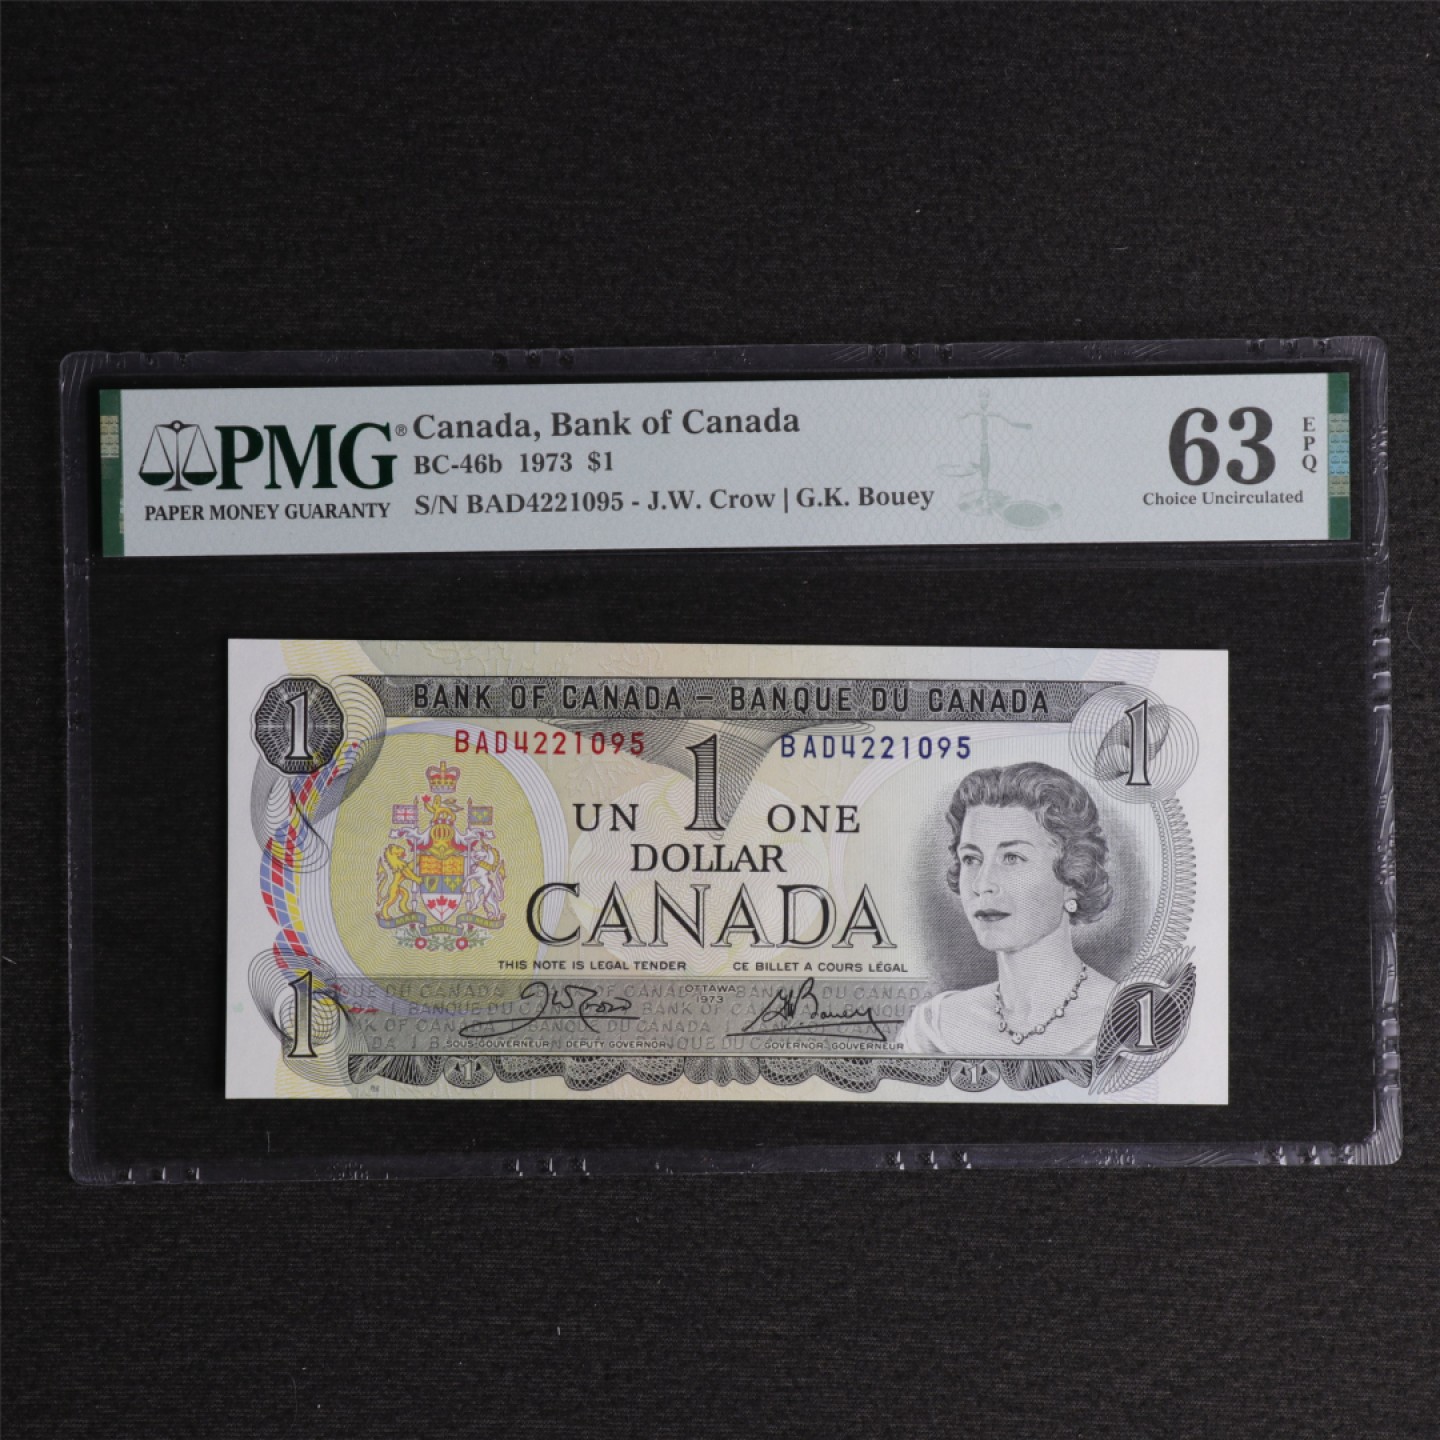 PMG®
PAPER MONEY GUARANTY
Canada, Bank of Canada
BC-46b 1973 $1
S/N BAD4221095 - J.W. Crow | G.K. Bouey
63
EPQ
Choice Uncirculated
BANK OF CANADA – BANQUE DU CANADA
1 1
BAD4221095 BAD4221095
UN 1 ONE
DOLLAR
CANADA
THIS NOTE IS LEGAL TENDER CE BILLET A COURS LÉGAL
OTTAWA
1973
1 1
SOUS-GOUVERNEUR DEPUTY GOVERNOR GOVERNOR GOUVERNEUR
1 1